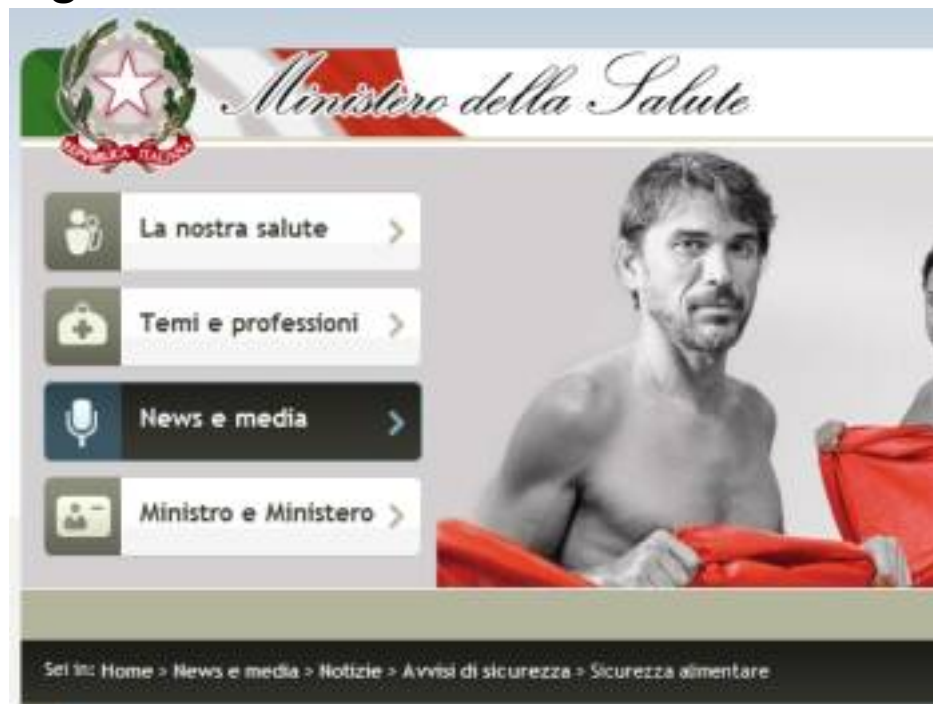 Ministero della Salute
REPVBBLICA ITALIANA
La nostra salute
Temi e professioni
News e media
Ministro e Ministero
Sei in: Home > News e media > Notizie > Avvisi di sicurezza > Sicurezza alimentare